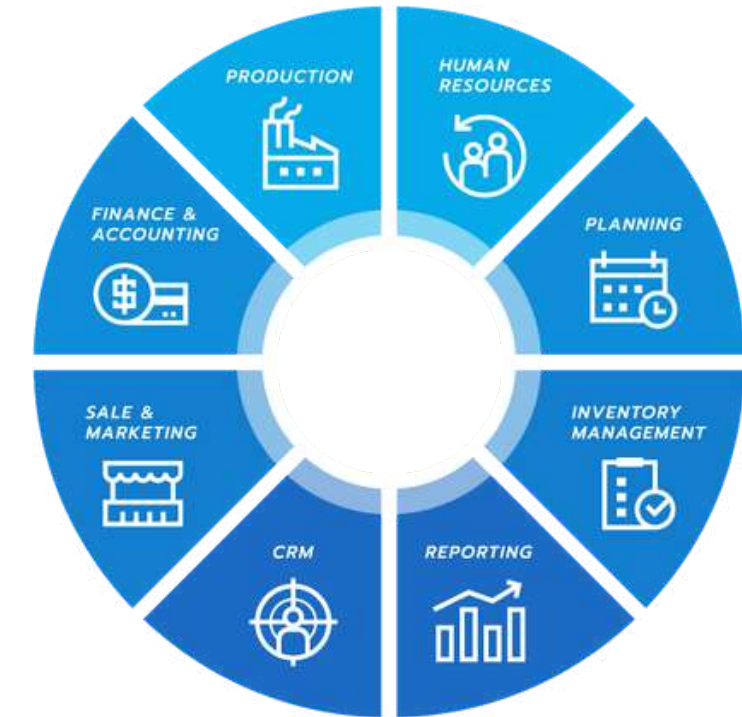 PRODUCTION
HUMAN
RESOURCES
FINANCE &
ACCOUNTING
PLANNING
SALE &
MARKETING
INVENTORY
MANAGEMENT
CRM
REPORTING